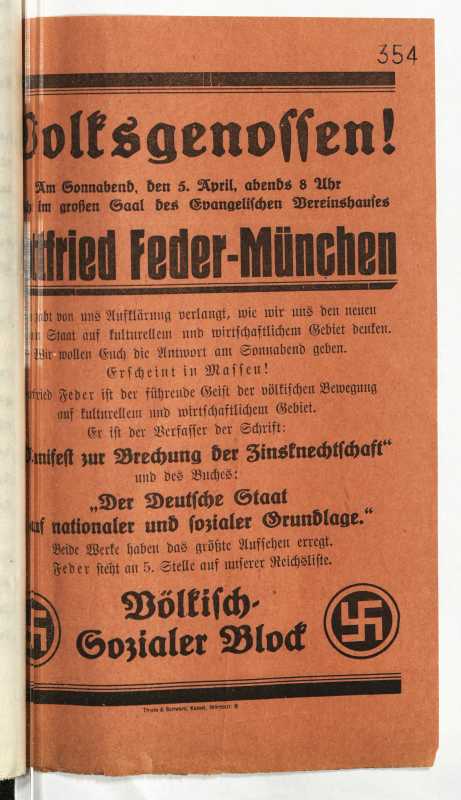 354
Volksgenossen!
Am Sonnabend, den 5. April, abends 8 Uhr
im großen Saal des Evangelischen Vereinshauses
ttfried Feder-München
habt von uns Aufklärung verlangt, wie wir uns den neuen
Staat auf kulturellem und wirtschaftlichem Gebiet denken.
Wir wollen Euch die Antwort am Sonnabend geben.
Erscheint in Massen!
tfried Feder ist der führende Geist der völkischen Bewegung
auf kulturellem und wirtschaftlichem Gebiet.
Er ist der Verfasser der Schrift:
anifest zur Brechung der Zinsknechtschaft“
und des Buches:
„Der Deutsche Staat
auf nationaler und sozialer Grundlage.“
Beide Werke haben das größte Aufsehen erregt.
Feder steht an 5. Stelle auf unserer Reichsliste.
Völkisch-
Sozialer Block
Thiele & Schwarz, Kassel